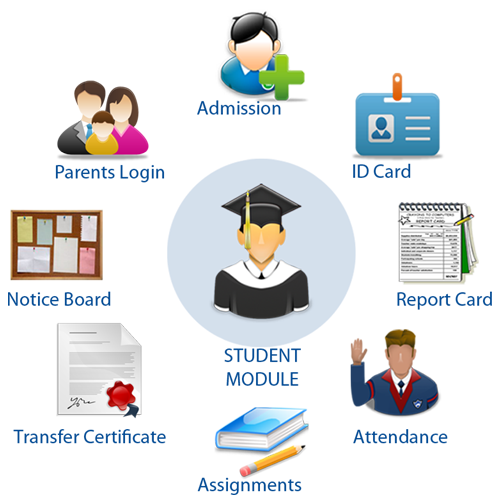 Admission
Parents Login
ID Card
Notice Board
REPORT CARD
Report Card
STUDENT
MODULE
Transfer Certificate
Attendance
Assignments